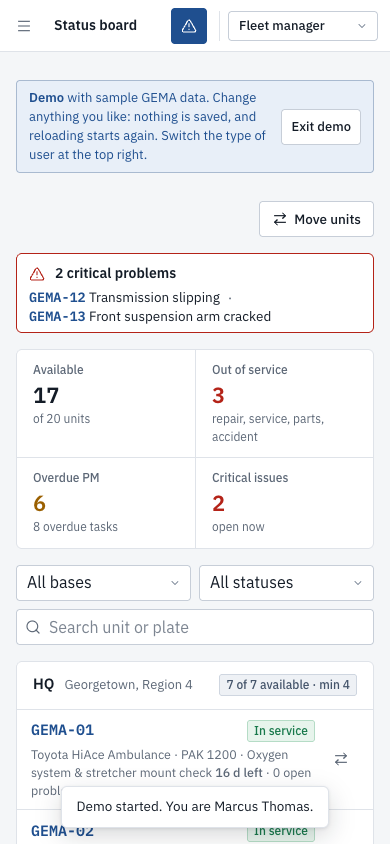 Status board
Fleet manager
Demo with sample GEMA data. Change
anything you like: nothing is saved, and
reloading starts again. Switch the type of
user at the top right.
Exit demo
Move units
2 critical problems
GEMA-12 Transmission slipping ·
GEMA-13 Front suspension arm cracked
Available
17
of 20 units
Out of service
3
repair, service, parts,
accident
Overdue PM
6
8 overdue tasks
Critical issues
2
open now
All bases
All statuses
Search unit or plate
HQ Georgetown, Region 4
7 of 7 available · min 4
GEMA-01
In service
Toyota HiAce Ambulance · PAK 1200 · Oxygen
system & stretcher mount check 16 d left · 0 open
Demo started. You are Marcus Thomas.
GEMA-02
In service